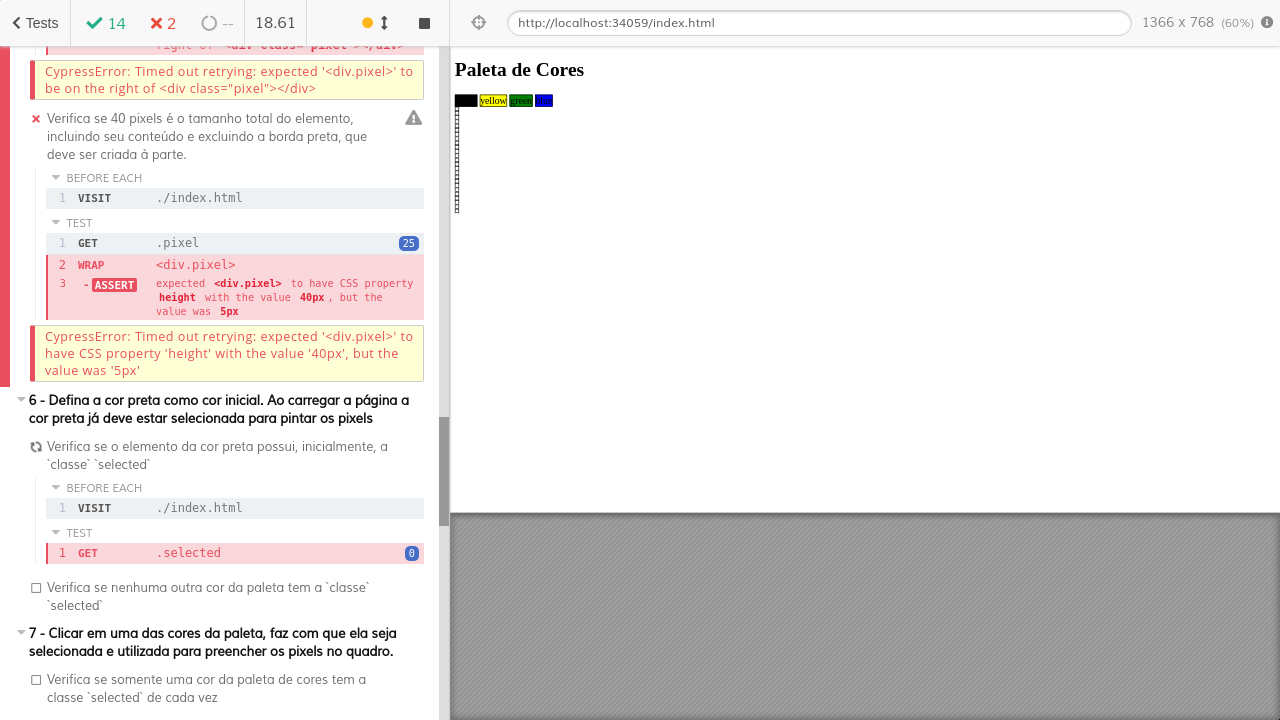 Tests
14
2
--
18.61
http://localhost:34059/index.html
1366 x 768 (60%)
right of <div class="pixel"></div>
CypressError: Timed out retrying: expected '<div.pixel>' to
be on the right of <div class="pixel"></div>
Verifica se 40 pixels é o tamanho total do elemento,
incluindo seu conteúdo e excluindo a borda preta, que
deve ser criada à parte.
BEFORE EACH
1 VISIT ./index.html
TEST
1 GET .pixel 25
2 WRAP <div.pixel>
3 - ASSERT expected <div.pixel> to have CSS property
height with the value 40px, but the
value was 5px
CypressError: Timed out retrying: expected '<div.pixel>' to
have CSS property 'height' with the value '40px', but the
value was '5px'
6 - Defina a cor preta como cor inicial. Ao carregar a página a
cor preta já deve estar selecionada para pintar os pixels
Verifica se o elemento da cor preta possui, inicialmente, a
`classe` `selected`
BEFORE EACH
1 VISIT ./index.html
TEST
1 GET .selected 0
Verifica se nenhuma outra cor da paleta tem a `classe`
`selected`
7 - Clicar em uma das cores da paleta, faz com que ela seja
selecionada e utilizada para preencher os pixels no quadro.
Verifica se somente uma cor da paleta de cores tem a
classe `selected` de cada vez
Paleta de Cores
yellow green